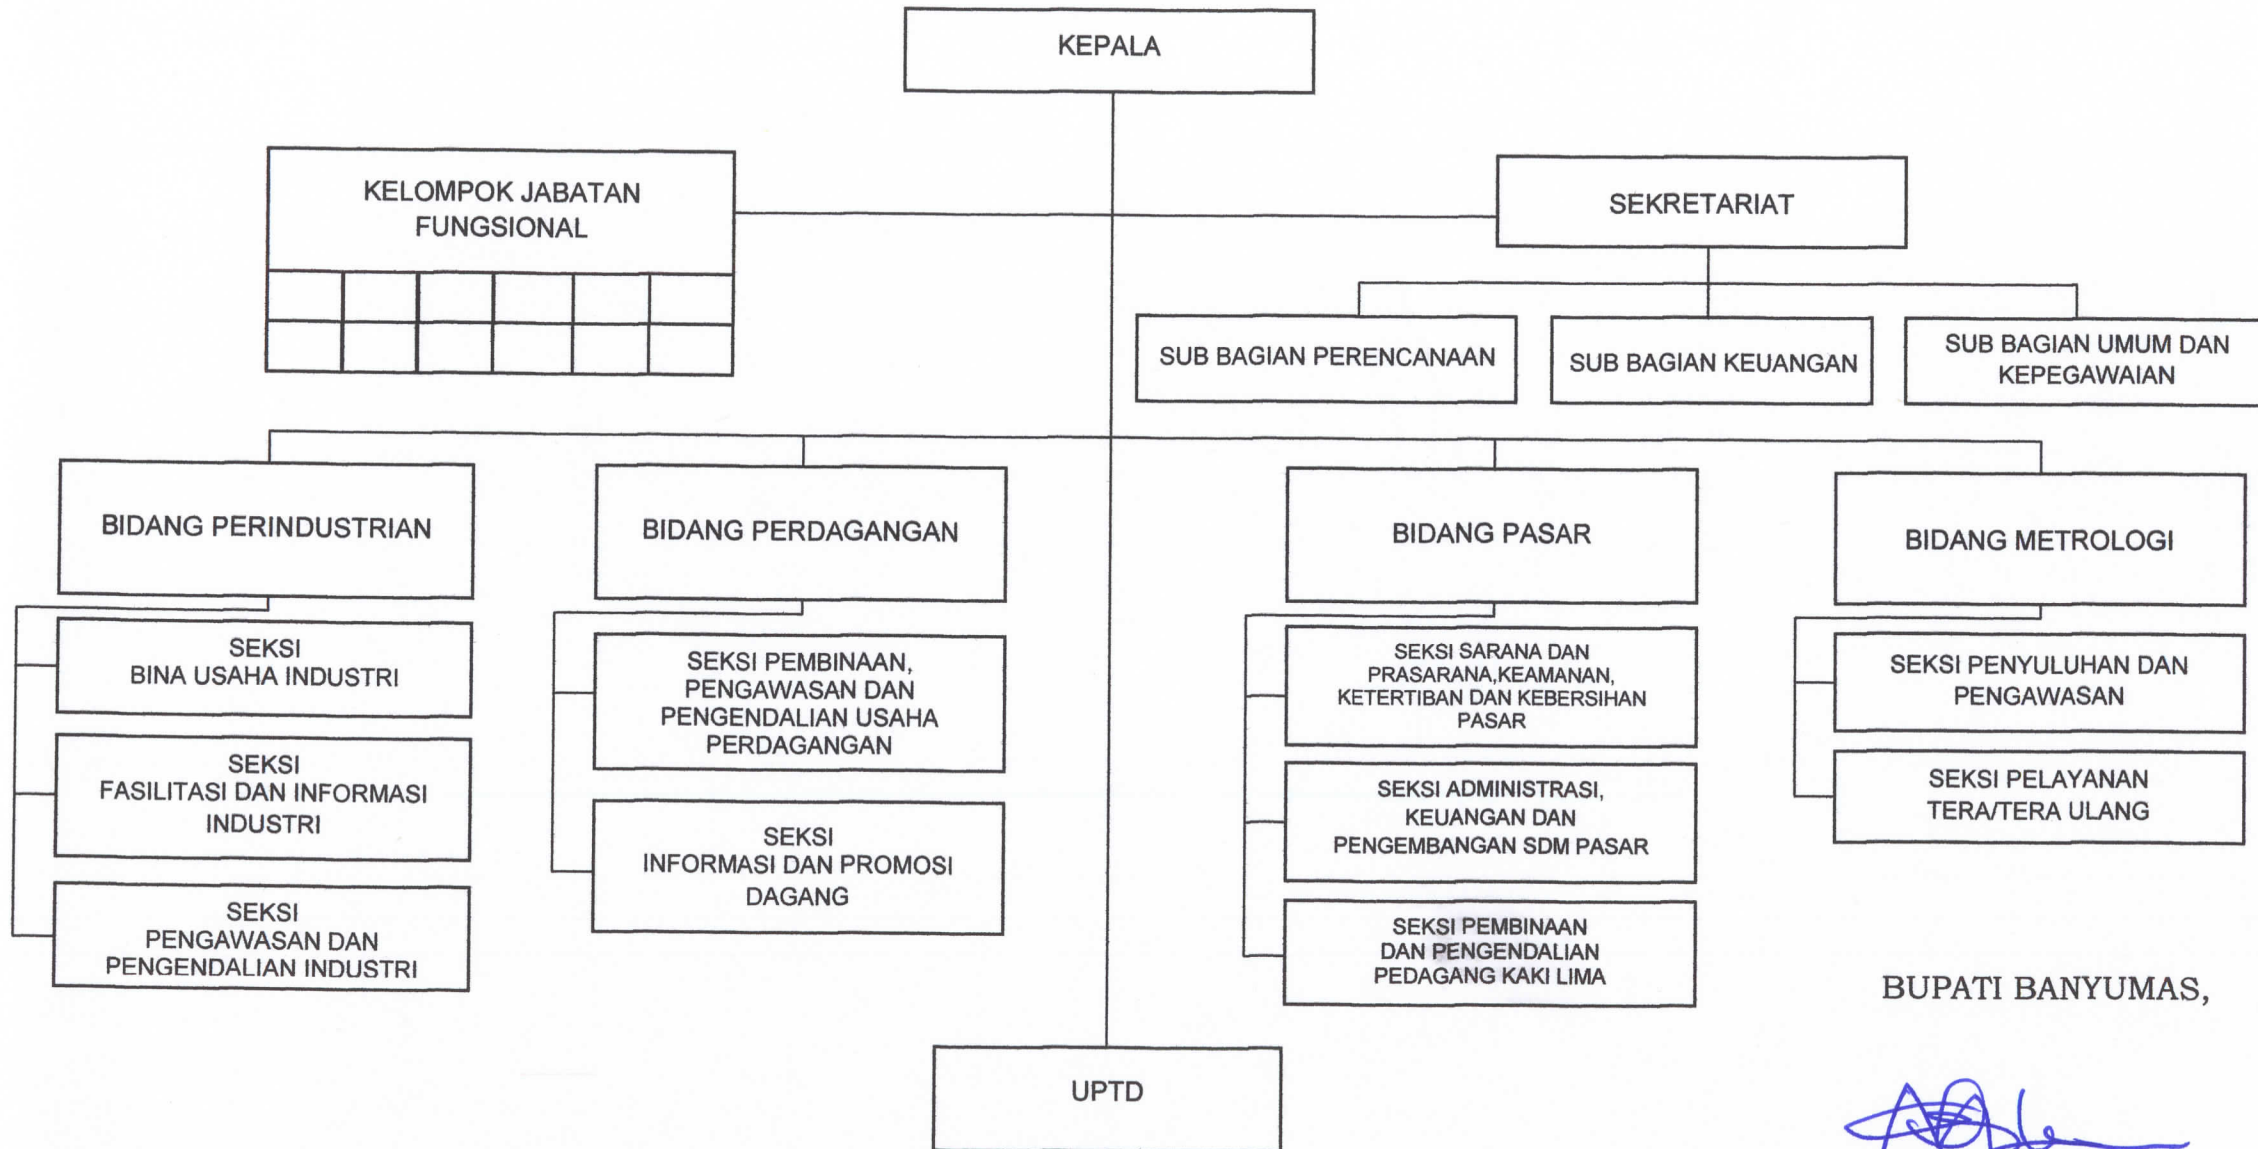 KEPALA
KELOMPOK JABATAN
FUNGSIONAL
SEKRETARIAT
SUB BAGIAN PERENCANAAN
SUB BAGIAN KEUANGAN
SUB BAGIAN UMUM DAN
KEPEGAWAIAN
BIDANG PERINDUSTRIAN
SEKSI
BINA USAHA INDUSTRI
SEKSI
FASILITASI DAN INFORMASI
INDUSTRI
SEKSI
PENGAWASAN DAN
PENGENDALIAN INDUSTRI
BIDANG PERDAGANGAN
SEKSI PEMBINAAN,
PENGAWASAN DAN
PENGENDALIAN USAHA
PERDAGANGAN
SEKSI
INFORMASI DAN PROMOSI
DAGANG
BIDANG PASAR
SEKSI SARANA DAN
PRASARANA,KEAMANAN,
KETERTIBAN DAN KEBERSIHAN
PASAR
SEKSI ADMINISTRASI,
KEUANGAN DAN
PENGEMBANGAN SDM PASAR
SEKSI PEMBINAAN
DAN PENGENDALIAN
PEDAGANG KAKI LIMA
BIDANG METROLOGI
SEKSI PENYULUHAN DAN
PENGAWASAN
SEKSI PELAYANAN
TERA/TERA ULANG
UPTD
BUPATI BANYUMAS,